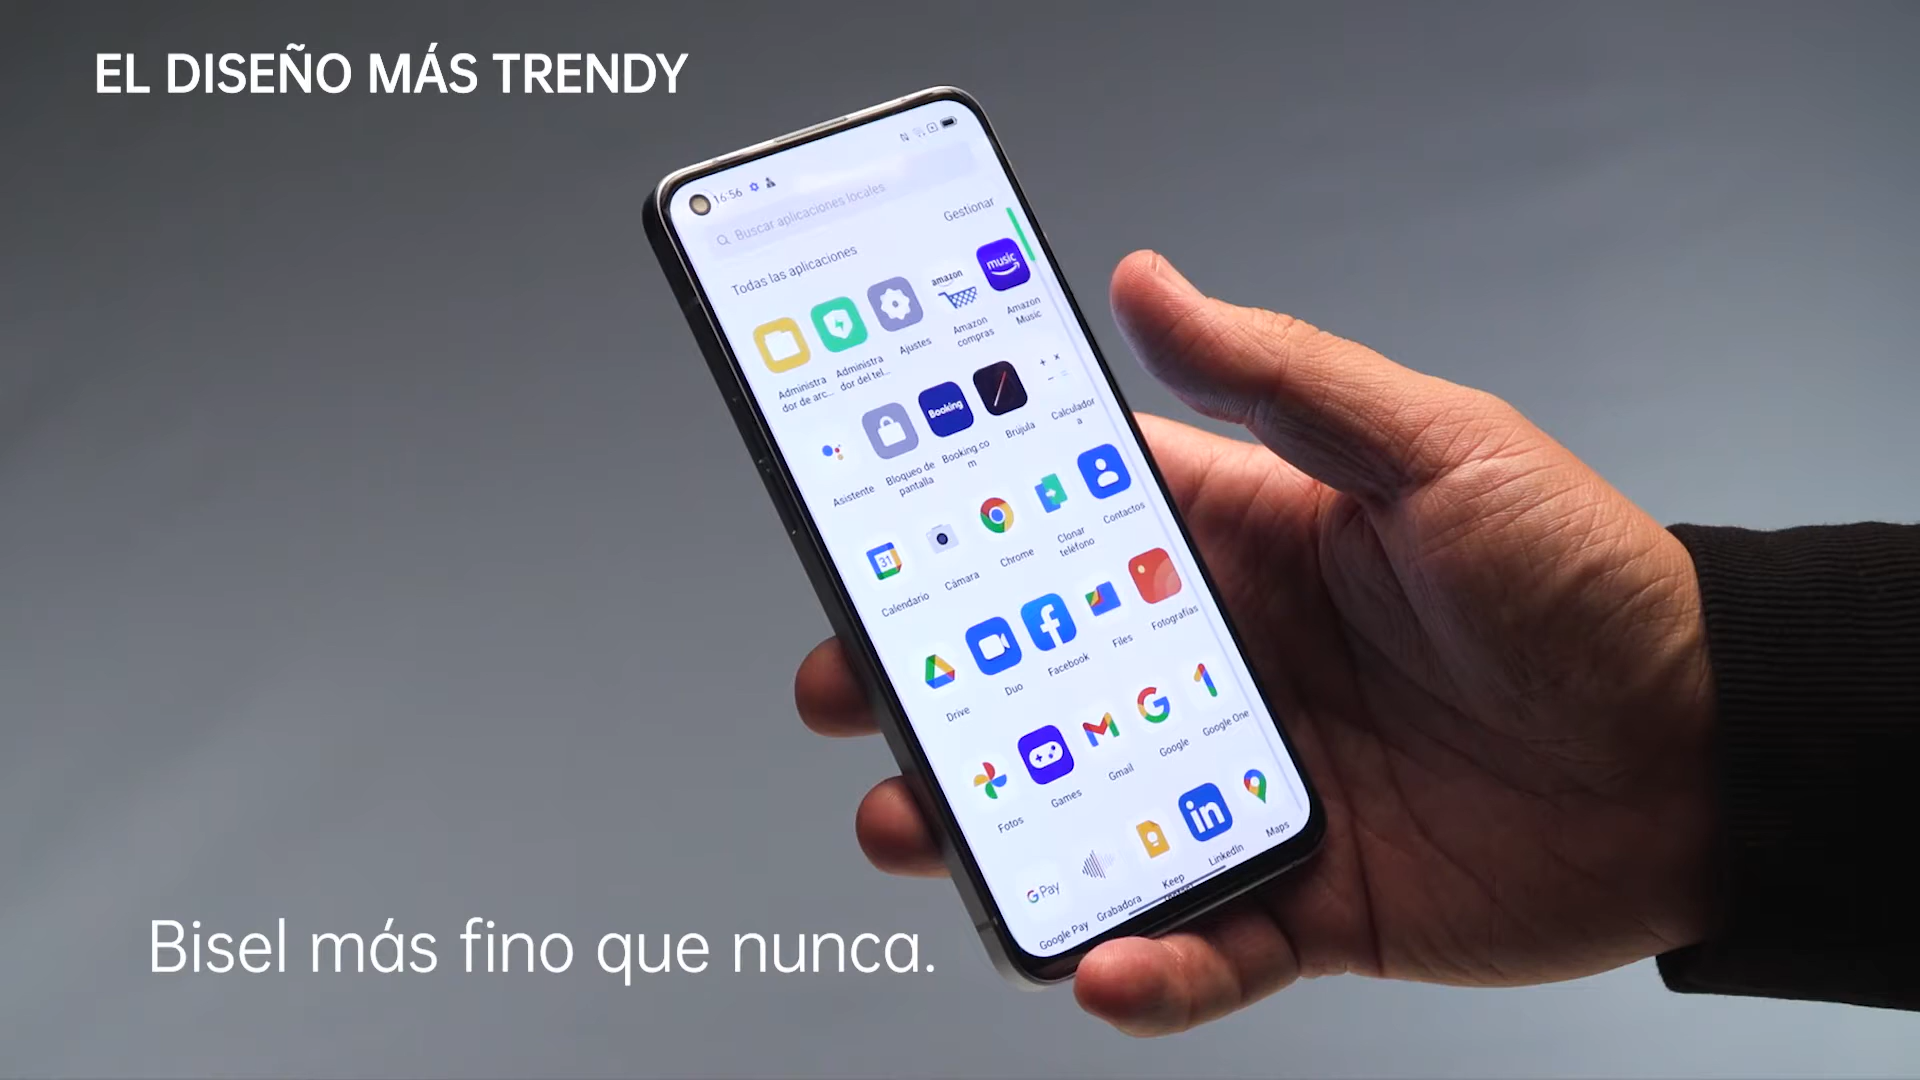 EL DISEÑO MÁS TRENDY
16:56
Buscar aplicaciones locales
Gestionar
Todas las aplicaciones
Administra
dor de arc...
Administra
dor del tel...
Ajustes
amazon
Amazon
compras
music
Amazon
Music
Asistente
Bloqueo de
pantalla
Booking
Booking.co
m
Brújula
Calculador
a
31
Calendario
Cámara
Chrome
Clonar
teléfono
Contactos
Drive
Duo
Facebook
Files
Fotografías
Fotos
Games
Gmail
Google
Google One
G Pay
Google Pay
Grabadora
Keep
in
LinkedIn
Maps
Bisel más fino que nunca.